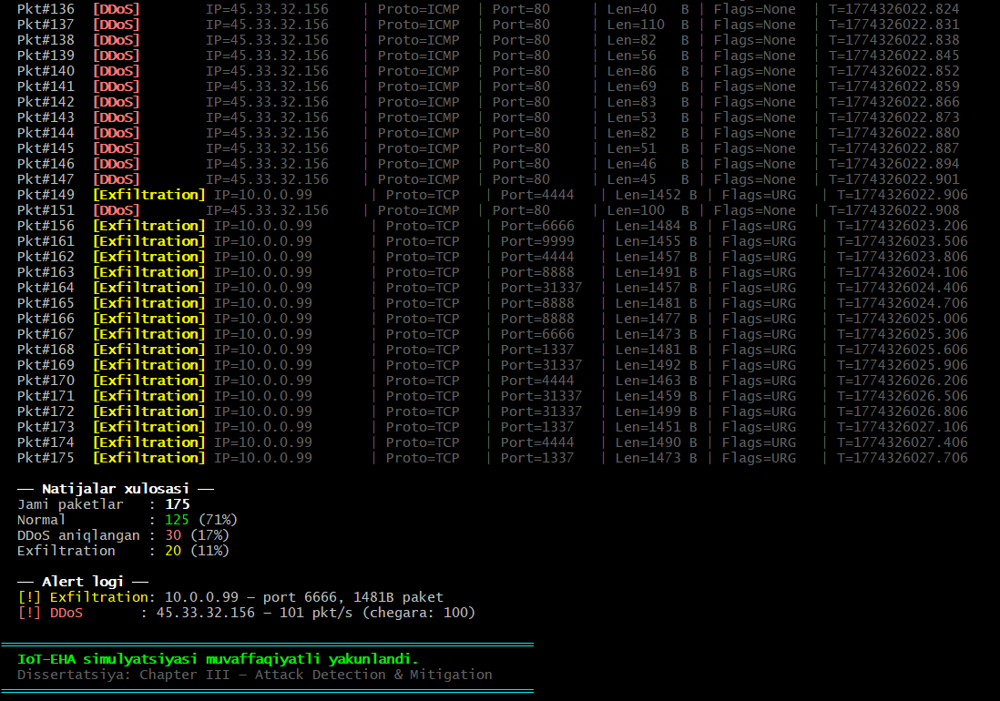 Pkt#136 [DDoS] IP=45.33.32.156 | Proto=ICMP | Port=80 | Len=40 B | Flags=None | T=1774326022.824
Pkt#137 [DDoS] IP=45.33.32.156 | Proto=ICMP | Port=80 | Len=110 B | Flags=None | T=1774326022.831
Pkt#138 [DDoS] IP=45.33.32.156 | Proto=ICMP | Port=80 | Len=82 B | Flags=None | T=1774326022.838
Pkt#139 [DDoS] IP=45.33.32.156 | Proto=ICMP | Port=80 | Len=56 B | Flags=None | T=1774326022.845
Pkt#140 [DDoS] IP=45.33.32.156 | Proto=ICMP | Port=80 | Len=86 B | Flags=None | T=1774326022.852
Pkt#141 [DDoS] IP=45.33.32.156 | Proto=ICMP | Port=80 | Len=69 B | Flags=None | T=1774326022.859
Pkt#142 [DDoS] IP=45.33.32.156 | Proto=ICMP | Port=80 | Len=83 B | Flags=None | T=1774326022.866
Pkt#143 [DDoS] IP=45.33.32.156 | Proto=ICMP | Port=80 | Len=53 B | Flags=None | T=1774326022.873
Pkt#144 [DDoS] IP=45.33.32.156 | Proto=ICMP | Port=80 | Len=82 B | Flags=None | T=1774326022.880
Pkt#145 [DDoS] IP=45.33.32.156 | Proto=ICMP | Port=80 | Len=51 B | Flags=None | T=1774326022.887
Pkt#146 [DDoS] IP=45.33.32.156 | Proto=ICMP | Port=80 | Len=46 B | Flags=None | T=1774326022.894
Pkt#147 [DDoS] IP=45.33.32.156 | Proto=ICMP | Port=80 | Len=45 B | Flags=None | T=1774326022.901
Pkt#149 [Exfiltration] IP=10.0.0.99 | Proto=TCP | Port=4444 | Len=1452 B | Flags=URG | T=1774326022.906
Pkt#151 [DDoS] IP=45.33.32.156 | Proto=ICMP | Port=80 | Len=100 B | Flags=None | T=1774326022.908
Pkt#156 [Exfiltration] IP=10.0.0.99 | Proto=TCP | Port=6666 | Len=1484 B | Flags=URG | T=1774326023.206
Pkt#161 [Exfiltration] IP=10.0.0.99 | Proto=TCP | Port=9999 | Len=1455 B | Flags=URG | T=1774326023.506
Pkt#162 [Exfiltration] IP=10.0.0.99 | Proto=TCP | Port=4444 | Len=1457 B | Flags=URG | T=1774326023.806
Pkt#163 [Exfiltration] IP=10.0.0.99 | Proto=TCP | Port=8888 | Len=1491 B | Flags=URG | T=1774326024.106
Pkt#164 [Exfiltration] IP=10.0.0.99 | Proto=TCP | Port=31337 | Len=1457 B | Flags=URG | T=1774326024.406
Pkt#165 [Exfiltration] IP=10.0.0.99 | Proto=TCP | Port=8888 | Len=1481 B | Flags=URG | T=1774326024.706
Pkt#166 [Exfiltration] IP=10.0.0.99 | Proto=TCP | Port=8888 | Len=1477 B | Flags=URG | T=1774326025.006
Pkt#167 [Exfiltration] IP=10.0.0.99 | Proto=TCP | Port=6666 | Len=1473 B | Flags=URG | T=1774326025.306
Pkt#168 [Exfiltration] IP=10.0.0.99 | Proto=TCP | Port=1337 | Len=1481 B | Flags=URG | T=1774326025.606
Pkt#169 [Exfiltration] IP=10.0.0.99 | Proto=TCP | Port=31337 | Len=1492 B | Flags=URG | T=1774326025.906
Pkt#170 [Exfiltration] IP=10.0.0.99 | Proto=TCP | Port=4444 | Len=1463 B | Flags=URG | T=1774326026.206
Pkt#171 [Exfiltration] IP=10.0.0.99 | Proto=TCP | Port=31337 | Len=1459 B | Flags=URG | T=1774326026.506
Pkt#172 [Exfiltration] IP=10.0.0.99 | Proto=TCP | Port=31337 | Len=1499 B | Flags=URG | T=1774326026.806
Pkt#173 [Exfiltration] IP=10.0.0.99 | Proto=TCP | Port=1337 | Len=1451 B | Flags=URG | T=1774326027.106
Pkt#174 [Exfiltration] IP=10.0.0.99 | Proto=TCP | Port=4444 | Len=1490 B | Flags=URG | T=1774326027.406
Pkt#175 [Exfiltration] IP=10.0.0.99 | Proto=TCP | Port=1337 | Len=1473 B | Flags=URG | T=1774326027.706
── Natijalar xulosasi ──
Jami paketlar : 175
Normal : 125 (71%)
DDoS aniqlangan : 30 (17%)
Exfiltration : 20 (11%)
── Alert logi ──
[!] Exfiltration: 10.0.0.99 — port 6666, 1481B paket
[!] DDoS : 45.33.32.156 — 101 pkt/s (chegara: 100)
IoT-EHA simulyatsiyasi muvaffaqiyatli yakunlandi.
Dissertatsiya: Chapter III — Attack Detection & Mitigation